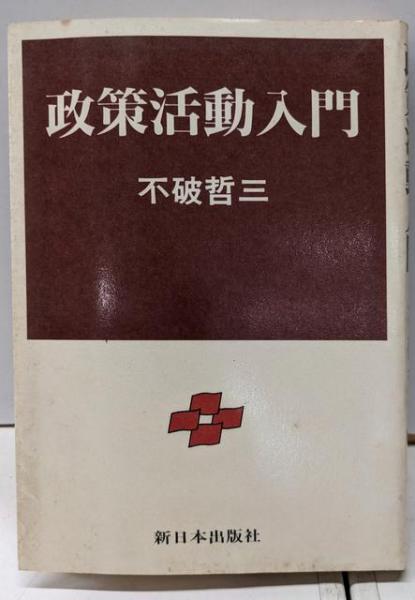 政策活動入門
不破哲三
新日本出版社